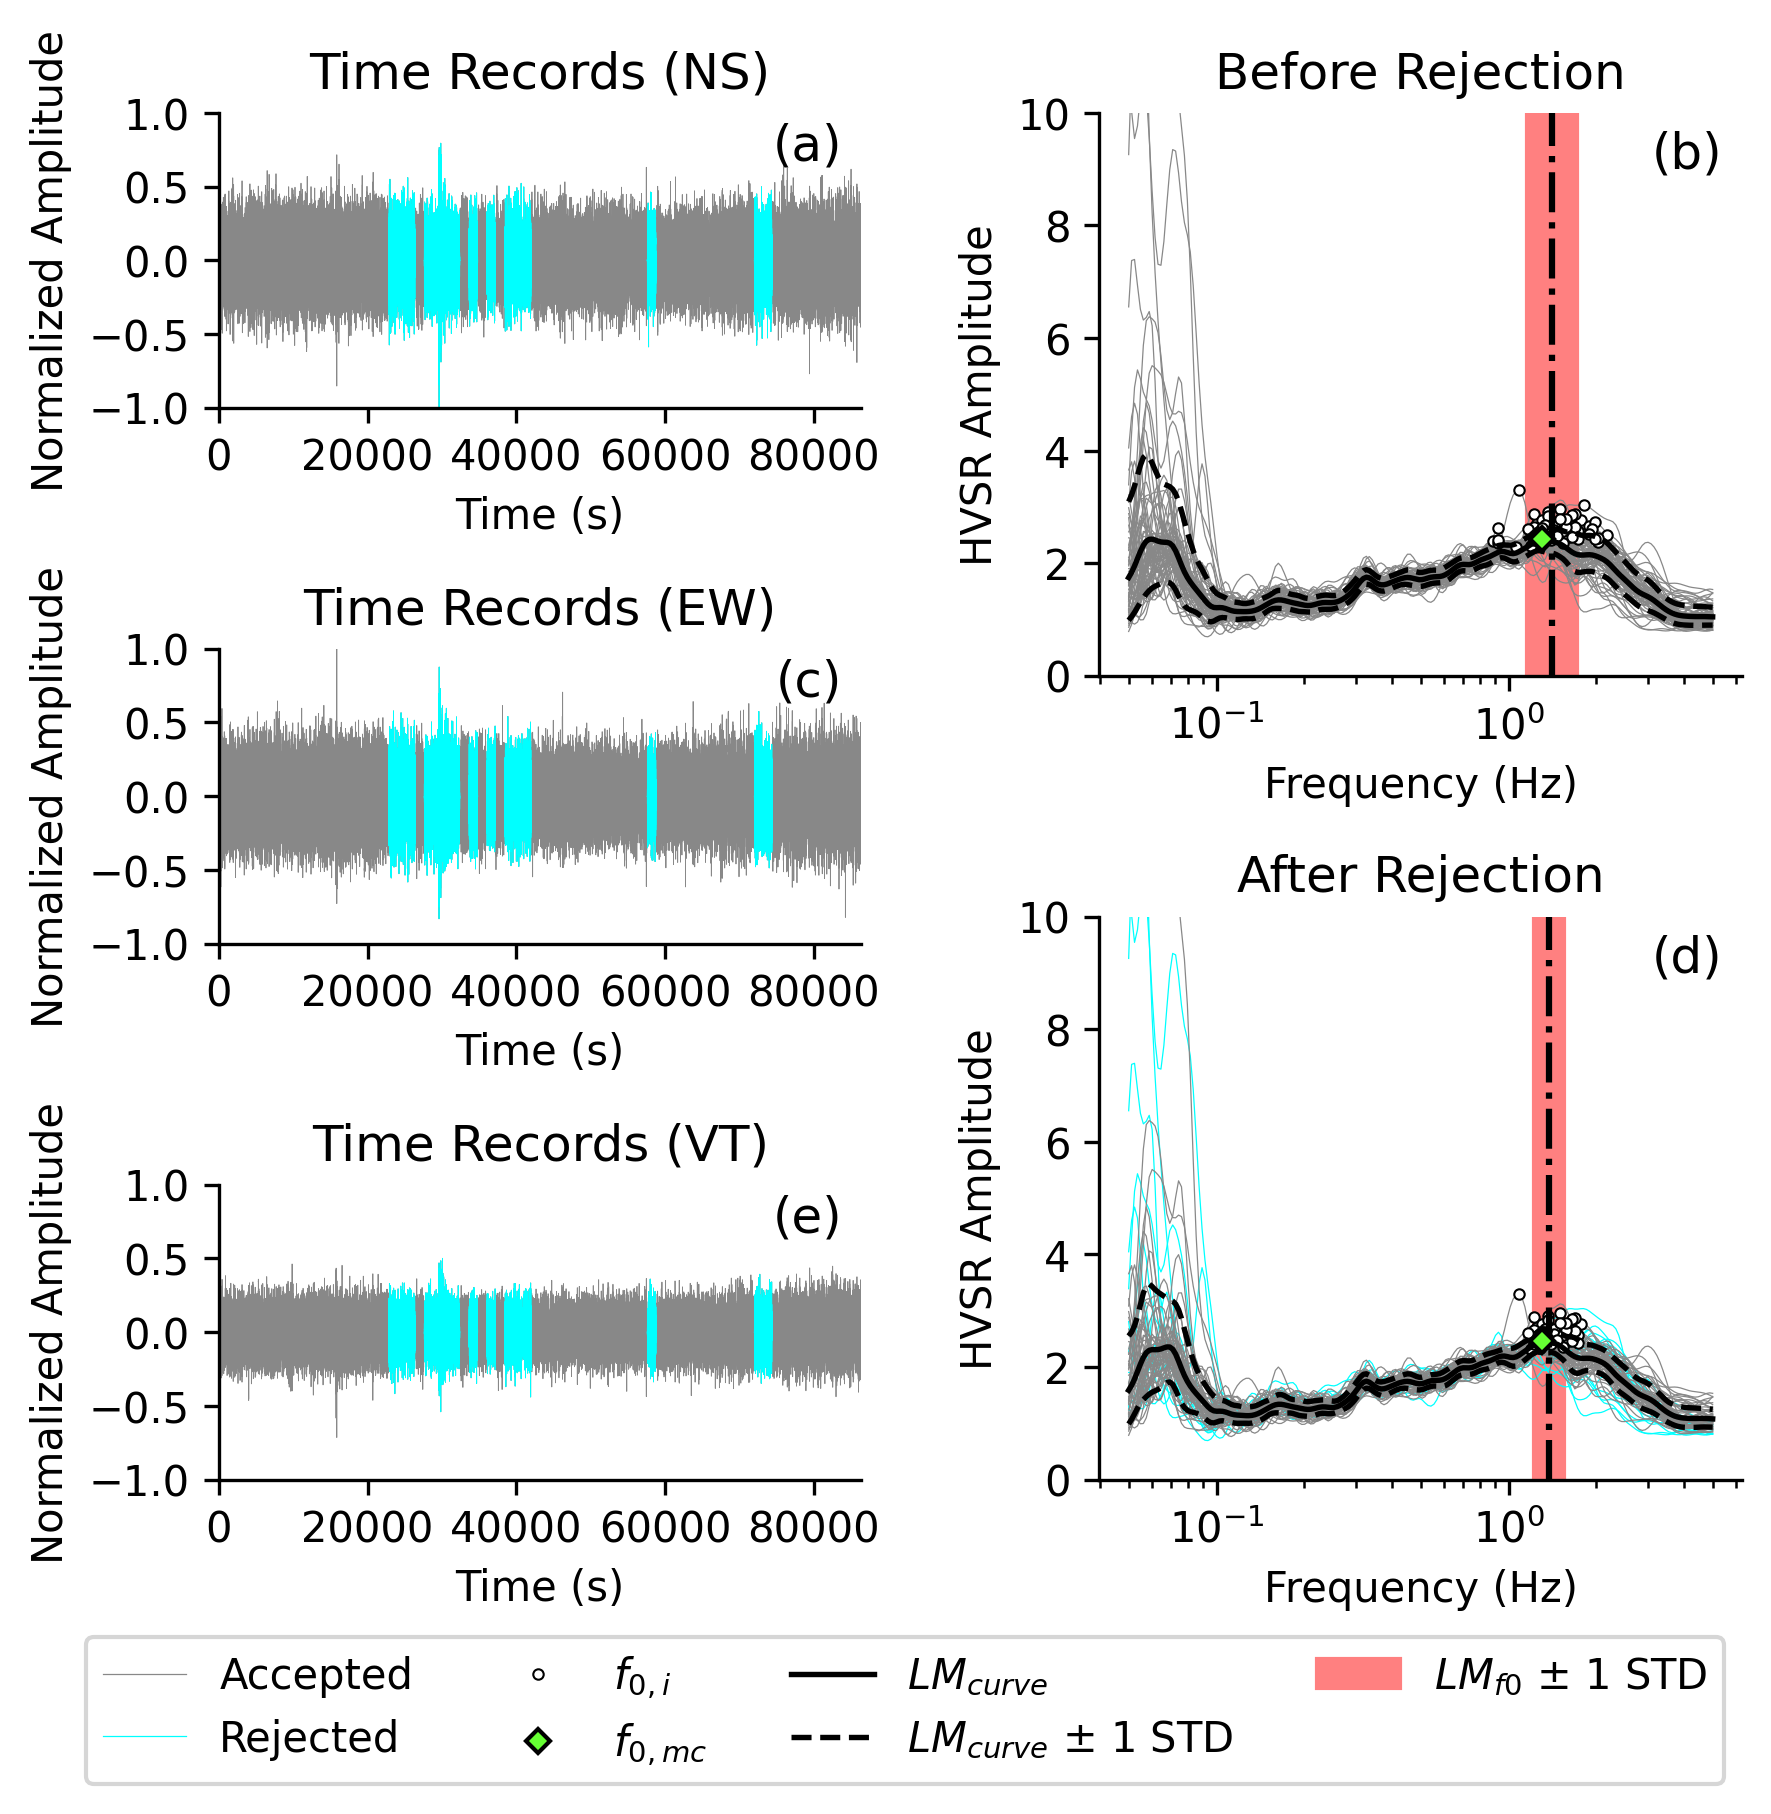 Time Records (NS)
(a)
Normalized Amplitude
1.0
0.5
0.0
−0.5
−1.0
0 20000 40000 60000 80000
Time (s)
Before Rejection
(b)
HVSR Amplitude
10
8
6
4
2
0
10⁻¹ 10⁰
Frequency (Hz)
Time Records (EW)
(c)
Normalized Amplitude
1.0
0.5
0.0
−0.5
−1.0
0 20000 40000 60000 80000
Time (s)
After Rejection
(d)
HVSR Amplitude
10
8
6
4
2
0
10⁻¹ 10⁰
Frequency (Hz)
Time Records (VT)
(e)
Normalized Amplitude
1.0
0.5
0.0
−0.5
−1.0
0 20000 40000 60000 80000
Time (s)
Accepted
Rejected
f0,i
f0,mc
LMcurve
LMcurve ± 1 STD
LMf0 ± 1 STD